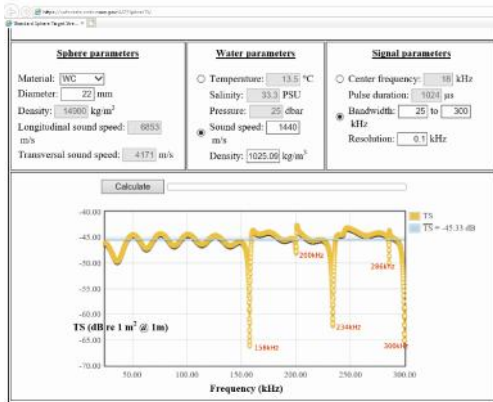 Standard Sphere Target Stre...
Sphere parameters
Material: WC
Diameter: 22 mm
Density: 14900 kg/m³
Longitudinal sound speed: 6853
m/s
Transversal sound speed: 4171 m/s
Water parameters
Temperature: 13.5 °C
Salinity: 33.3 PSU
Pressure: 25 dbar
Sound speed: 1440
m/s
Density: 1025.09 kg/m³
Signal parameters
Center frequency: 18 kHz
Pulse duration: 1024 µs
Bandwidth: 25 to 300
kHz
Resolution: 0.1 kHz
Calculate
-40.00
-45.00
-50.00
-55.00
-60.00
-65.00
-70.00
TS (dB re 1 m² @ 1m)
TS
TS = -45.33 dB
200kHz
286kHz
158kHz
234kHz
300kHz
50.00 100.00 150.00 200.00 250.00 300.00
Frequency (kHz)